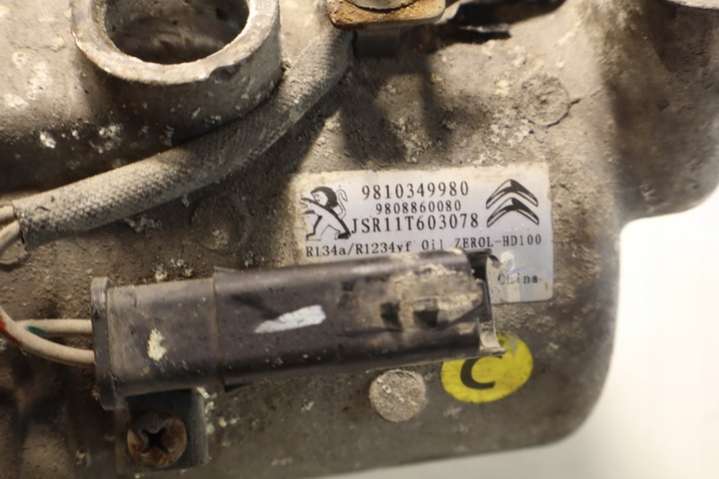 9810349980
9808860080
JSR11T603078
R134a/R1234yf Oil ZEROL-HD100
China
C